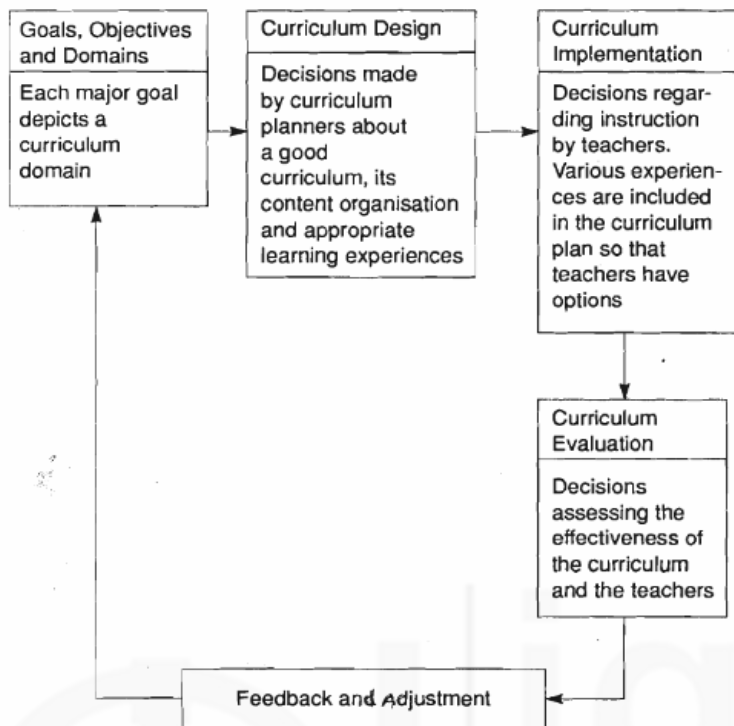 Goals, Objectives
and Domains
Each major goal
depicts a
curriculum
domain
Curriculum Design
Decisions made
by curriculum
planners about
a good
curriculum, its
content organisation
and appropriate
learning experiences
Curriculum
Implementation
Decisions regar-
ding instruction
by teachers.
Various experien-
ces are included
in the curriculum
plan so that
teachers have
options
Curriculum
Evaluation
Decisions
assessing the
effectiveness of
the curriculum
and the teachers
Feedback and Adjustment